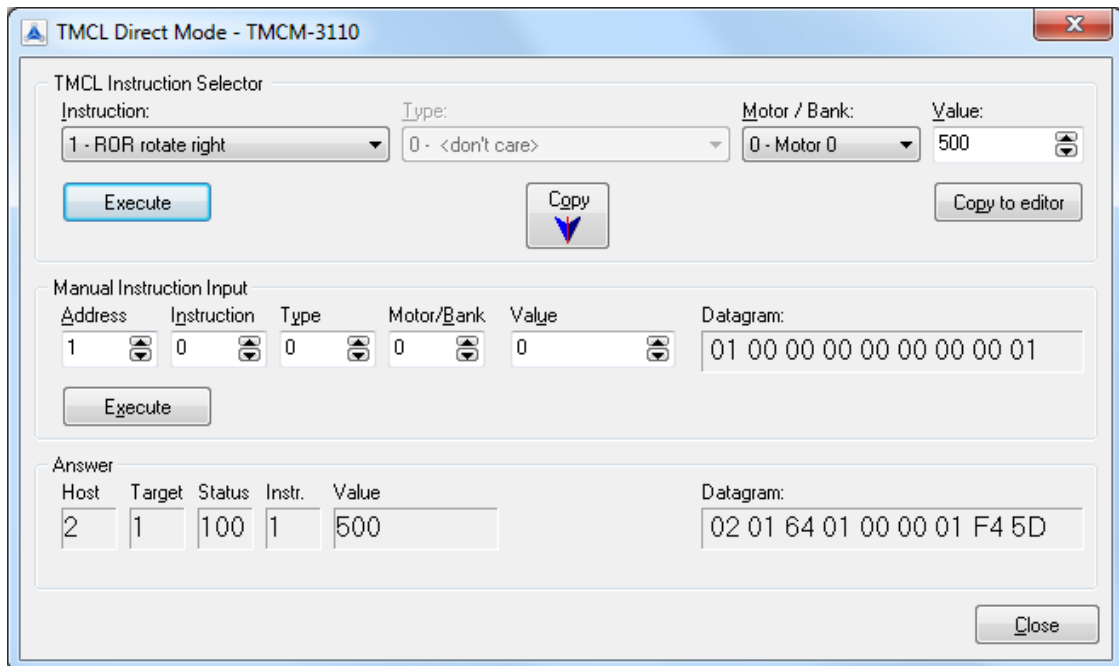 TMCL Direct Mode - TMCM-3110
TMCL Instruction Selector
Instruction: Type: Motor / Bank: Value:
1 - ROR rotate right 0 - <don't care> 0 - Motor 0 500
Execute Copy Copy to editor
Manual Instruction Input
Address Instruction Type Motor/Bank Value Datagram:
1 0 0 0 0 01 00 00 00 00 00 00 00 01
Execute
Answer
Host Target Status Instr. Value Datagram:
2 1 100 1 500 02 01 64 01 00 00 01 F4 5D
Close